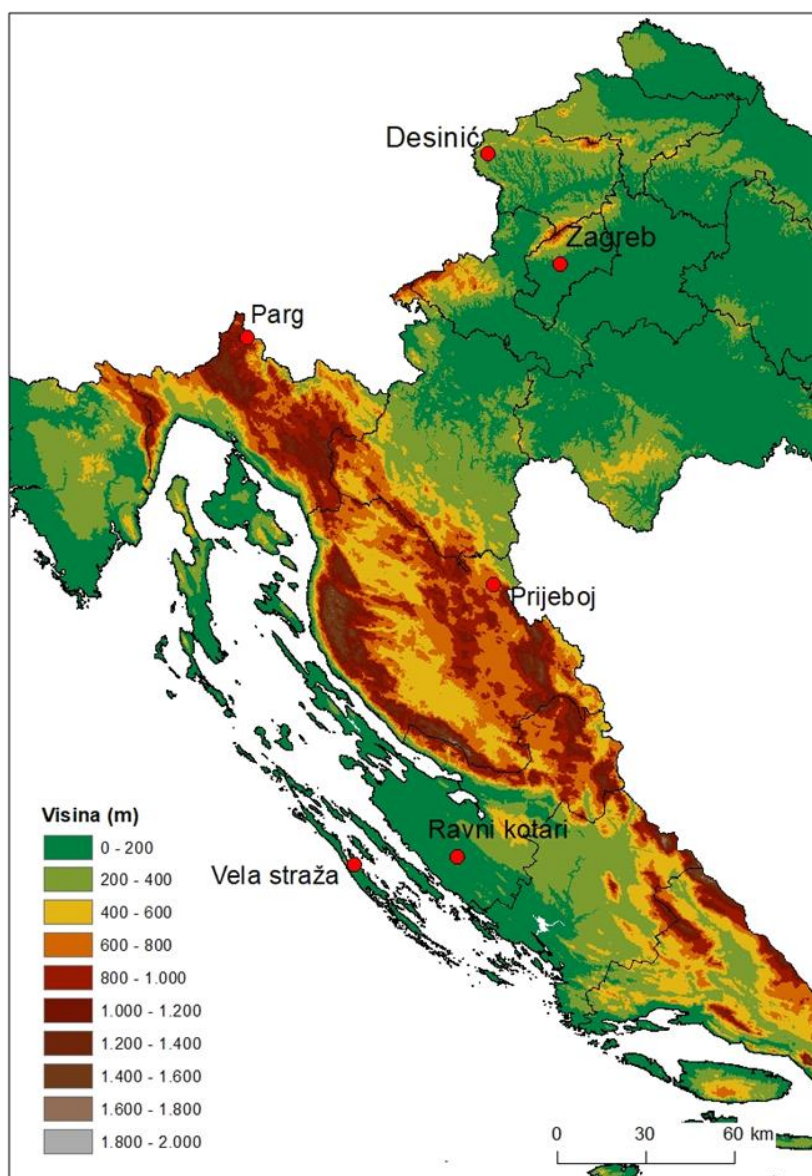 Desinić
Zagreb
Parg
Prijeboj
Visina (m)
0 - 200
200 - 400
400 - 600
600 - 800
800 - 1.000
1.000 - 1.200
1.200 - 1.400
1.400 - 1.600
1.600 - 1.800
1.800 - 2.000
Ravni kotari
Vela straža
0 30 60 km